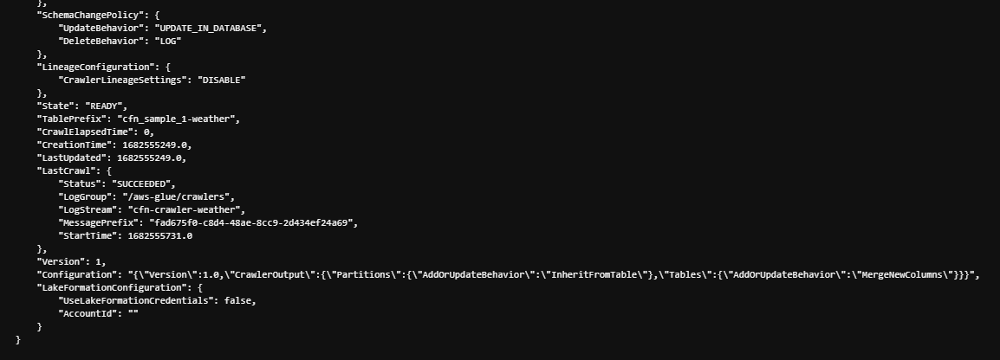 },
"SchemaChangePolicy": {
"UpdateBehavior": "UPDATE_IN_DATABASE",
"DeleteBehavior": "LOG"
},
"LineageConfiguration": {
"CrawlerLineageSettings": "DISABLE"
},
"State": "READY",
"TablePrefix": "cfn_sample_1-weather",
"CrawlElapsedTime": 0,
"CreationTime": 1682555249.0,
"LastUpdated": 1682555249.0,
"LastCrawl": {
"Status": "SUCCEEDED",
"LogGroup": "/aws-glue/crawlers",
"LogStream": "cfn-crawler-weather",
"MessagePrefix": "fad675f0-c8d4-48ae-8cc9-2d434ef24a69",
"StartTime": 1682555731.0
},
"Version": 1,
"Configuration": "{\"Version\":1.0,\"CrawlerOutput\":{\"Partitions\":{\"AddOrUpdateBehavior\":\"InheritFromTable\"},\"Tables\":{\"AddOrUpdateBehavior\":\"MergeNewColumns\"}}}",
"LakeFormationConfiguration": {
"UseLakeFormationCredentials": false,
"AccountId": ""
}
}